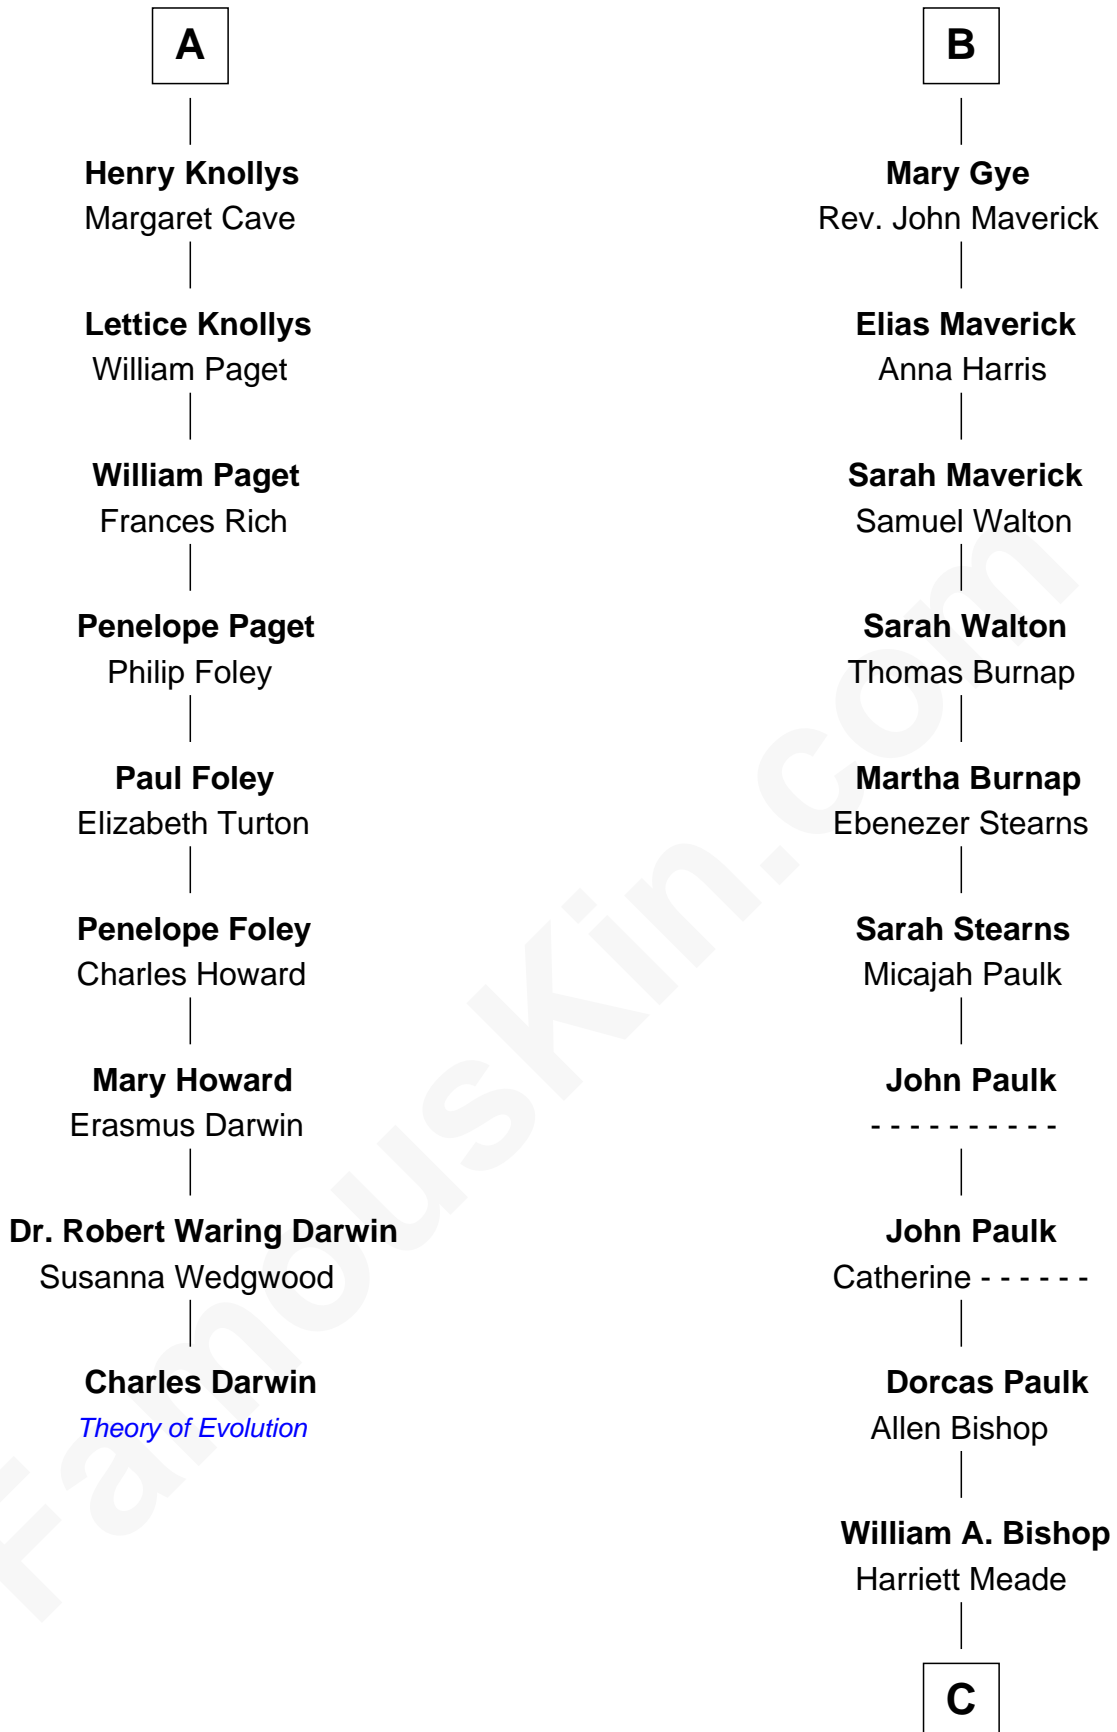 A
Henry Knollys
Margaret Cave
Lettice Knollys
William Paget
William Paget
Frances Rich
Penelope Paget
Philip Foley
Paul Foley
Elizabeth Turton
Penelope Foley
Charles Howard
Mary Howard
Erasmus Darwin
Dr. Robert Waring Darwin
Susanna Wedgwood
Charles Darwin
Theory of Evolution
B
Mary Gye
Rev. John Maverick
Elias Maverick
Anna Harris
Sarah Maverick
Samuel Walton
Sarah Walton
Thomas Burnap
Martha Burnap
Ebenezer Stearns
Sarah Stearns
Micajah Paulk
John Paulk
- - - - - - - - - -
John Paulk
Catherine - - - - - -
Dorcas Paulk
Allen Bishop
William A. Bishop
Harriett Meade
C
FamousKin.com